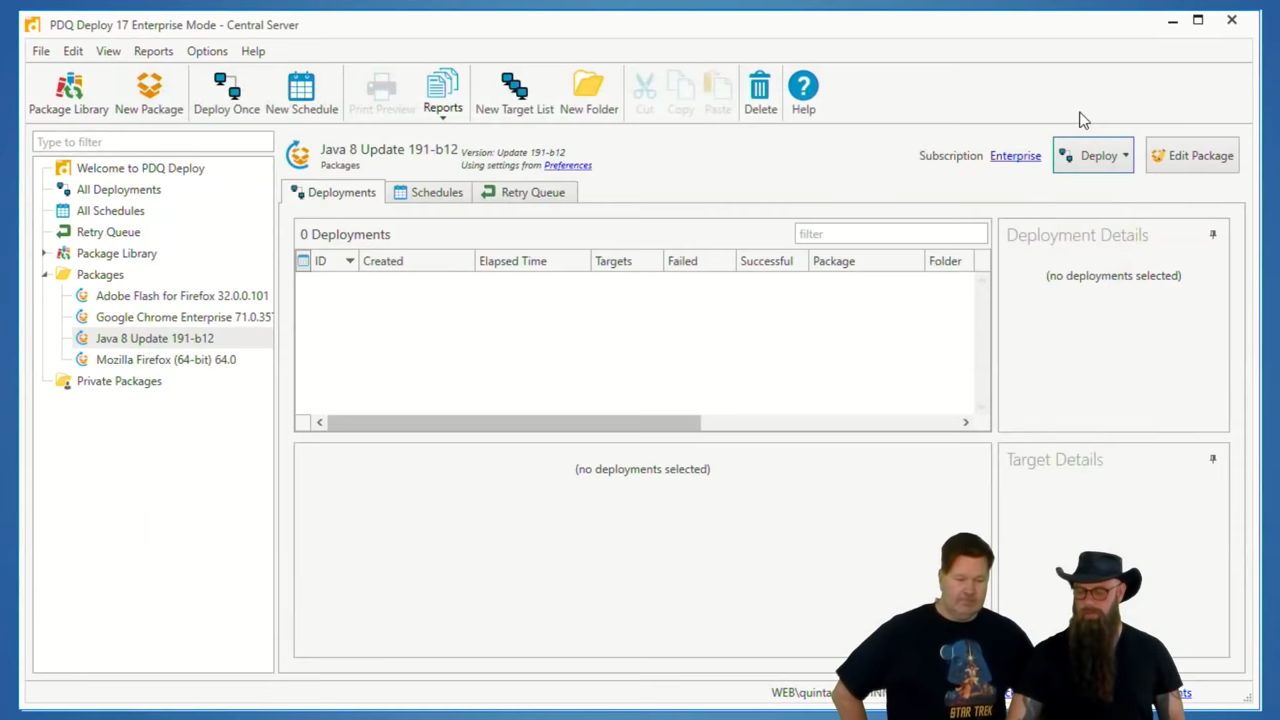 PDQ Deploy 17 Enterprise Mode - Central Server
File Edit View Reports Options Help
Package Library New Package Deploy Once New Schedule Print Preview Reports New Target List New Folder Cut Copy Paste Delete Help
Type to filter
Welcome to PDQ Deploy
All Deployments
All Schedules
Retry Queue
Package Library
Packages
Adobe Flash for Firefox 32.0.0.101
Google Chrome Enterprise 71.0.357
Java 8 Update 191-b12
Mozilla Firefox (64-bit) 64.0
Private Packages
Java 8 Update 191-b12 Version: Update 191-b12
Packages Using settings from Preferences
Subscription Enterprise Deploy Edit Package
Deployments Schedules Retry Queue
0 Deployments filter
ID Created Elapsed Time Targets Failed Successful Package Folder
(no deployments selected)
Deployment Details
(no deployments selected)
Target Details
STAR TREK